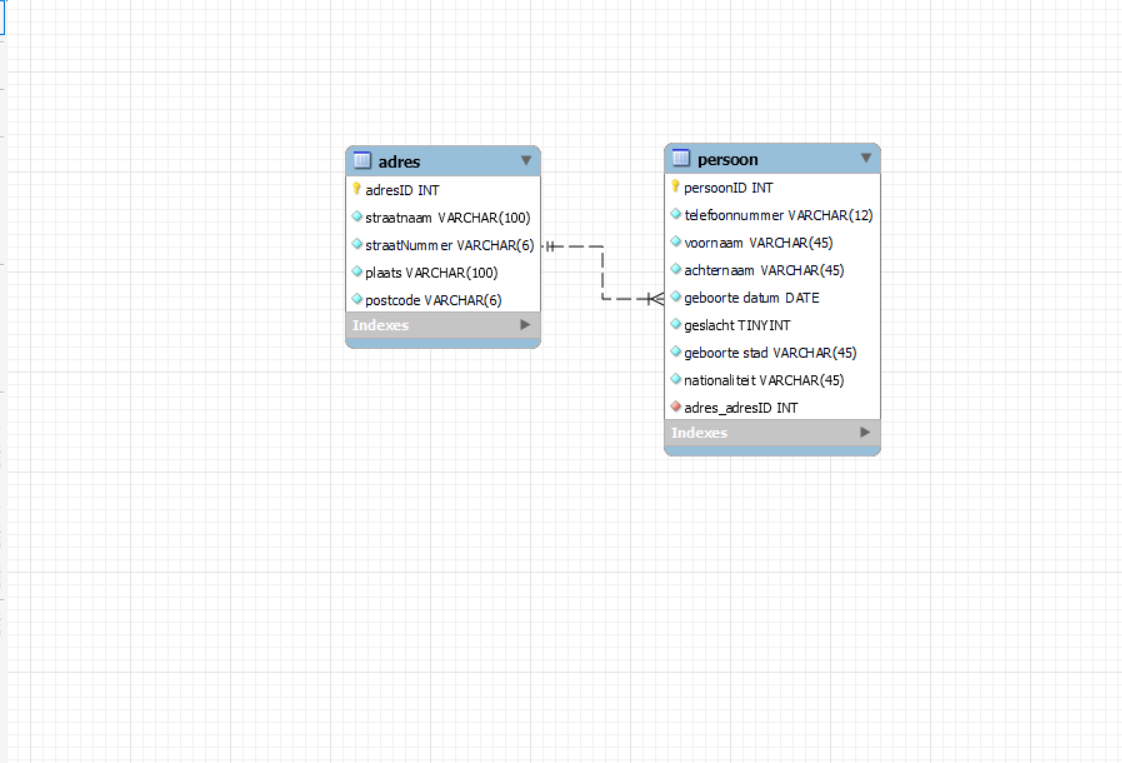 adres
adresID INT
straatnaam VARCHAR(100)
straatNummer VARCHAR(6)
plaats VARCHAR(100)
postcode VARCHAR(6)
Indexes
persoon
persoonID INT
telefoonnummer VARCHAR(12)
voornaam VARCHAR(45)
achternaam VARCHAR(45)
geboorte datum DATE
geslacht TINYINT
geboorte stad VARCHAR(45)
nationaliteit VARCHAR(45)
adres_adresID INT
Indexes